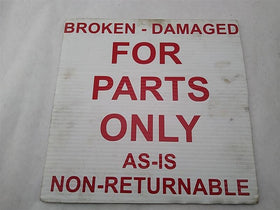 BROKEN - DAMAGED
FOR
PARTS
ONLY
AS-IS
NON-RETURNABLE